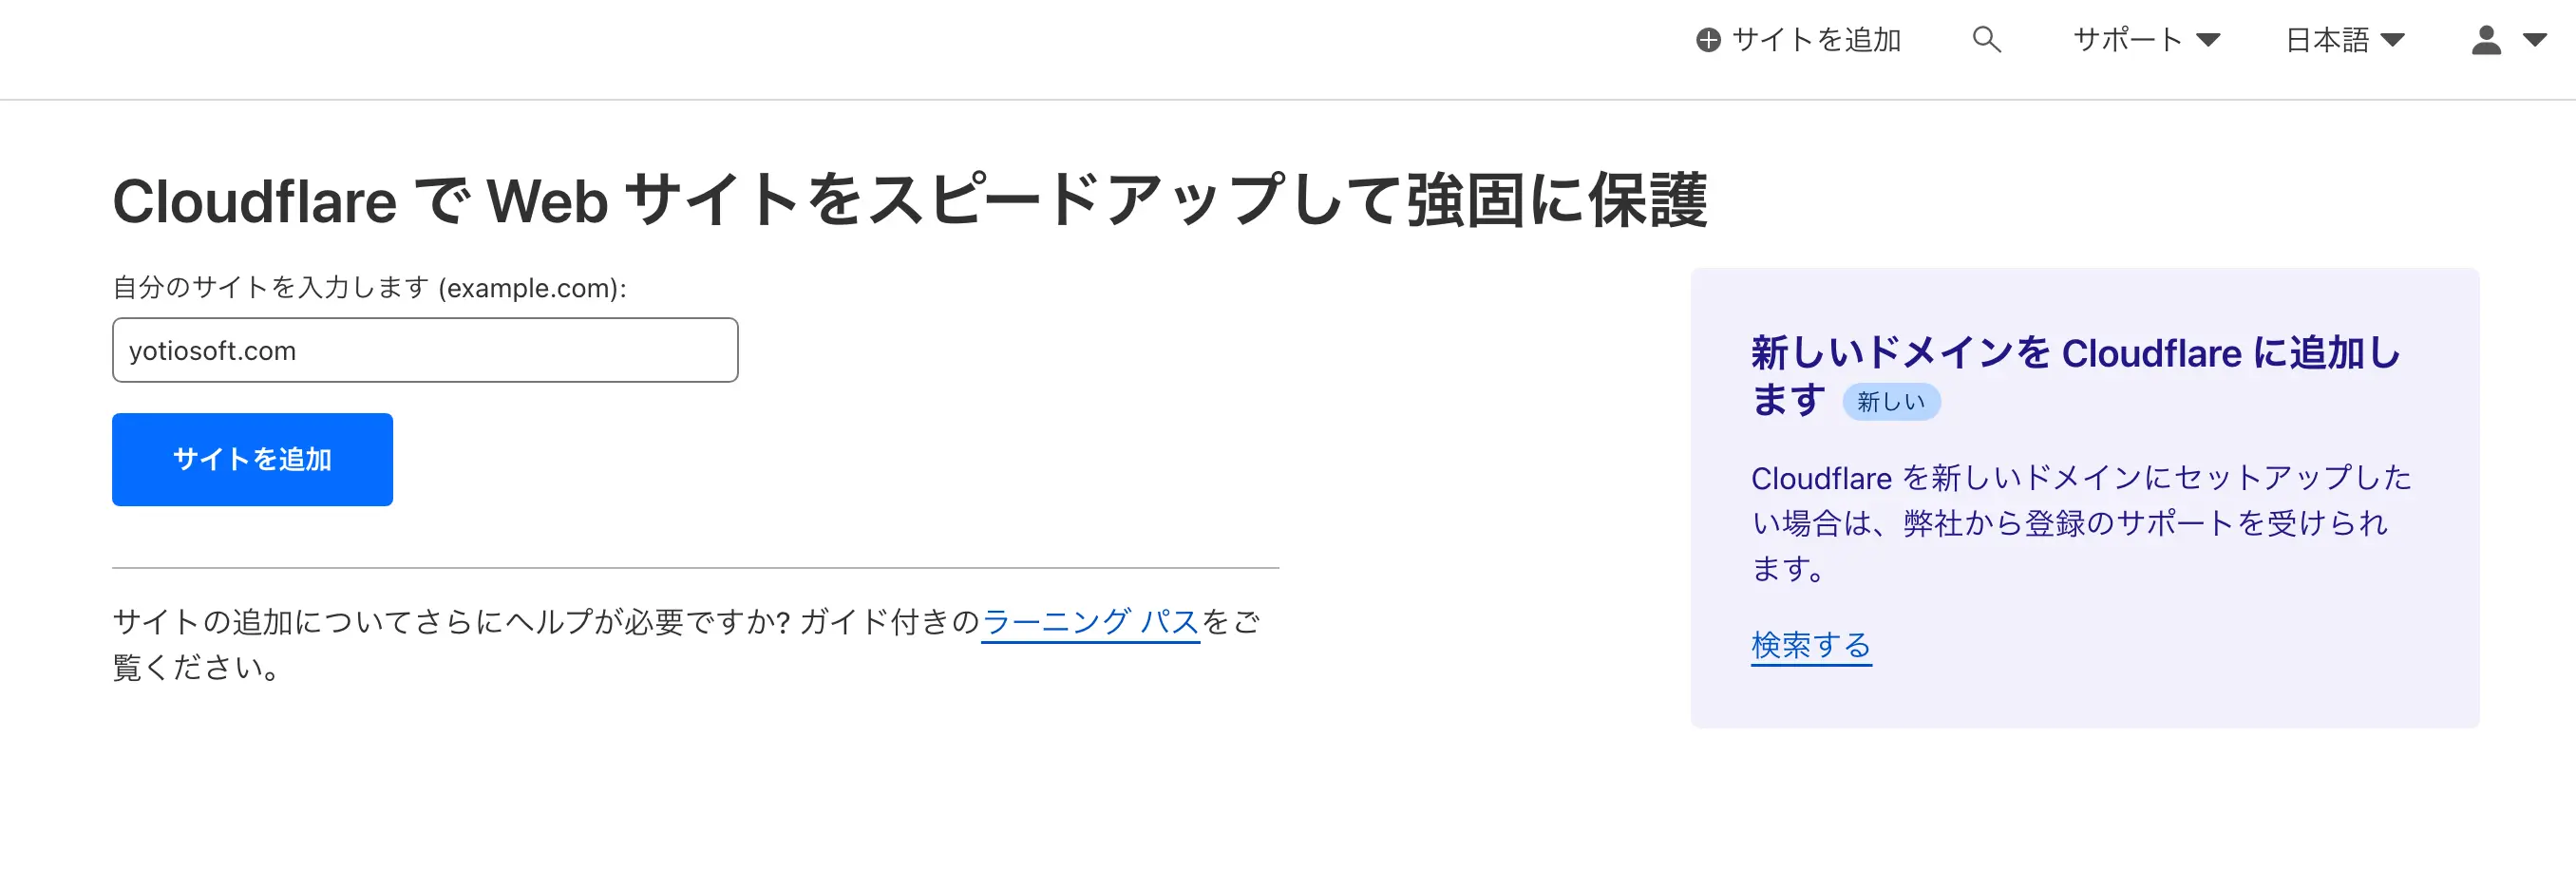 サイトを追加
サポート
日本語
Cloudflare で Web サイトをスピードアップして強固に保護
自分のサイトを入力します (example.com):
yotiosoft.com
サイトを追加
サイトの追加についてさらにヘルプが必要ですか? ガイド付きのラーニング パスをご
覧ください。
新しいドメインを Cloudflare に追加し
ます 新しい
Cloudflare を新しいドメインにセットアップした
い場合は、弊社から登録のサポートを受けられ
ます。
検索する